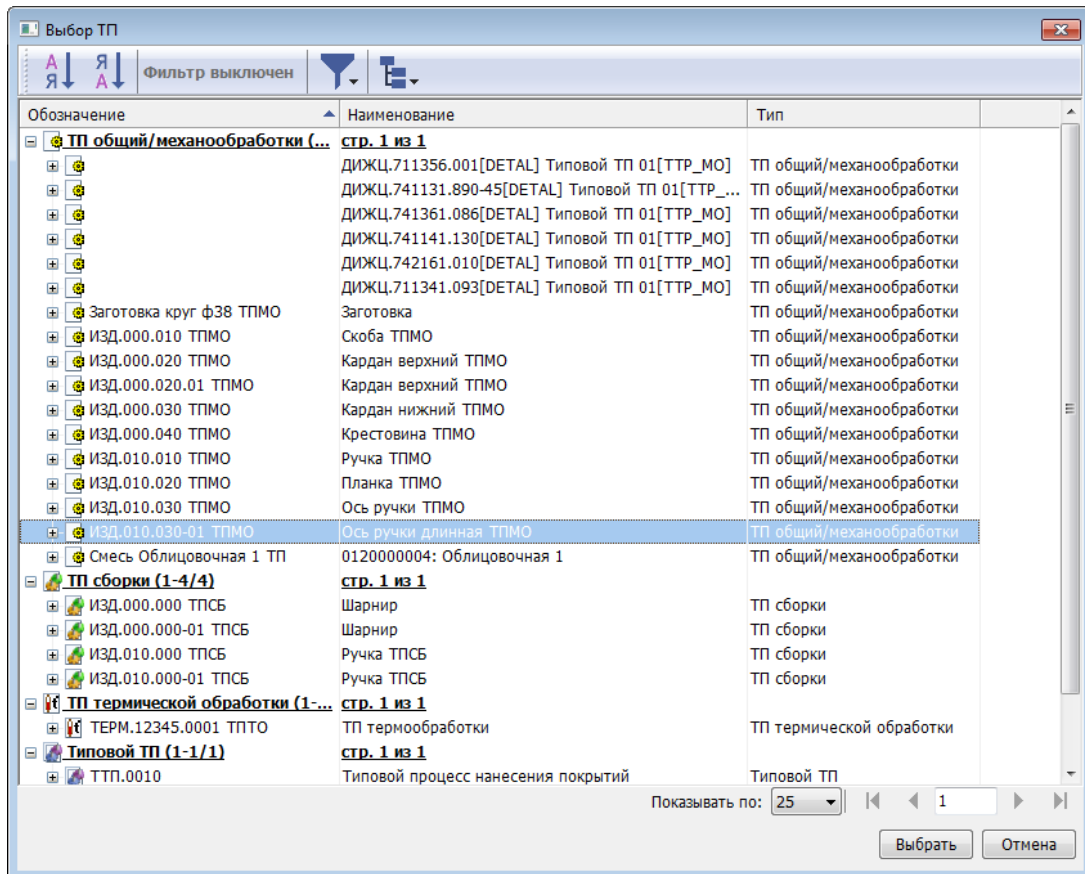 Выбор ТП
А Я Я А Фильтр выключен
Обозначение Наименование Тип
ТП общий/механообработки (... стр. 1 из 1
ДИЖЦ.711356.001[DETAL] Типовой ТП 01[TTP_MO] ТП общий/механообработки
ДИЖЦ.741131.890-45[DETAL] Типовой ТП 01[TTP_... ТП общий/механообработки
ДИЖЦ.741361.086[DETAL] Типовой ТП 01[TTP_MO] ТП общий/механообработки
ДИЖЦ.741141.130[DETAL] Типовой ТП 01[TTP_MO] ТП общий/механообработки
ДИЖЦ.742161.010[DETAL] Типовой ТП 01[TTP_MO] ТП общий/механообработки
ДИЖЦ.711341.093[DETAL] Типовой ТП 01[TTP_MO] ТП общий/механообработки
Заготовка круг ф38 ТПМО Заготовка ТП общий/механообработки
ИЗД.000.010 ТПМО Скоба ТПМО ТП общий/механообработки
ИЗД.000.020 ТПМО Кардан верхний ТПМО ТП общий/механообработки
ИЗД.000.020.01 ТПМО Кардан верхний ТПМО ТП общий/механообработки
ИЗД.000.030 ТПМО Кардан нижний ТПМО ТП общий/механообработки
ИЗД.000.040 ТПМО Крестовина ТПМО ТП общий/механообработки
ИЗД.010.010 ТПМО Ручка ТПМО ТП общий/механообработки
ИЗД.010.020 ТПМО Планка ТПМО ТП общий/механообработки
ИЗД.010.030 ТПМО Ось ручки ТПМО ТП общий/механообработки
ИЗД.010.030-01 ТПМО Ось ручки длинная ТПМО ТП общий/механообработки
Смесь Облицовочная 1 ТП 0120000004: Облицовочная 1 ТП общий/механообработки
ТП сборки (1-4/4) стр. 1 из 1
ИЗД.000.000 ТПСБ Шарнир ТП сборки
ИЗД.000.000-01 ТПСБ Шарнир ТП сборки
ИЗД.010.000 ТПСБ Ручка ТПСБ ТП сборки
ИЗД.010.000-01 ТПСБ Ручка ТПСБ ТП сборки
ТП термической обработки (1-... стр. 1 из 1
ТЕРМ.12345.0001 ТПТО ТП термообработки ТП термической обработки
Типовой ТП (1-1/1) стр. 1 из 1
ТТП.0010 Типовой процесс нанесения покрытий Типовой ТП
Показывать по: 25 1
Выбрать Отмена